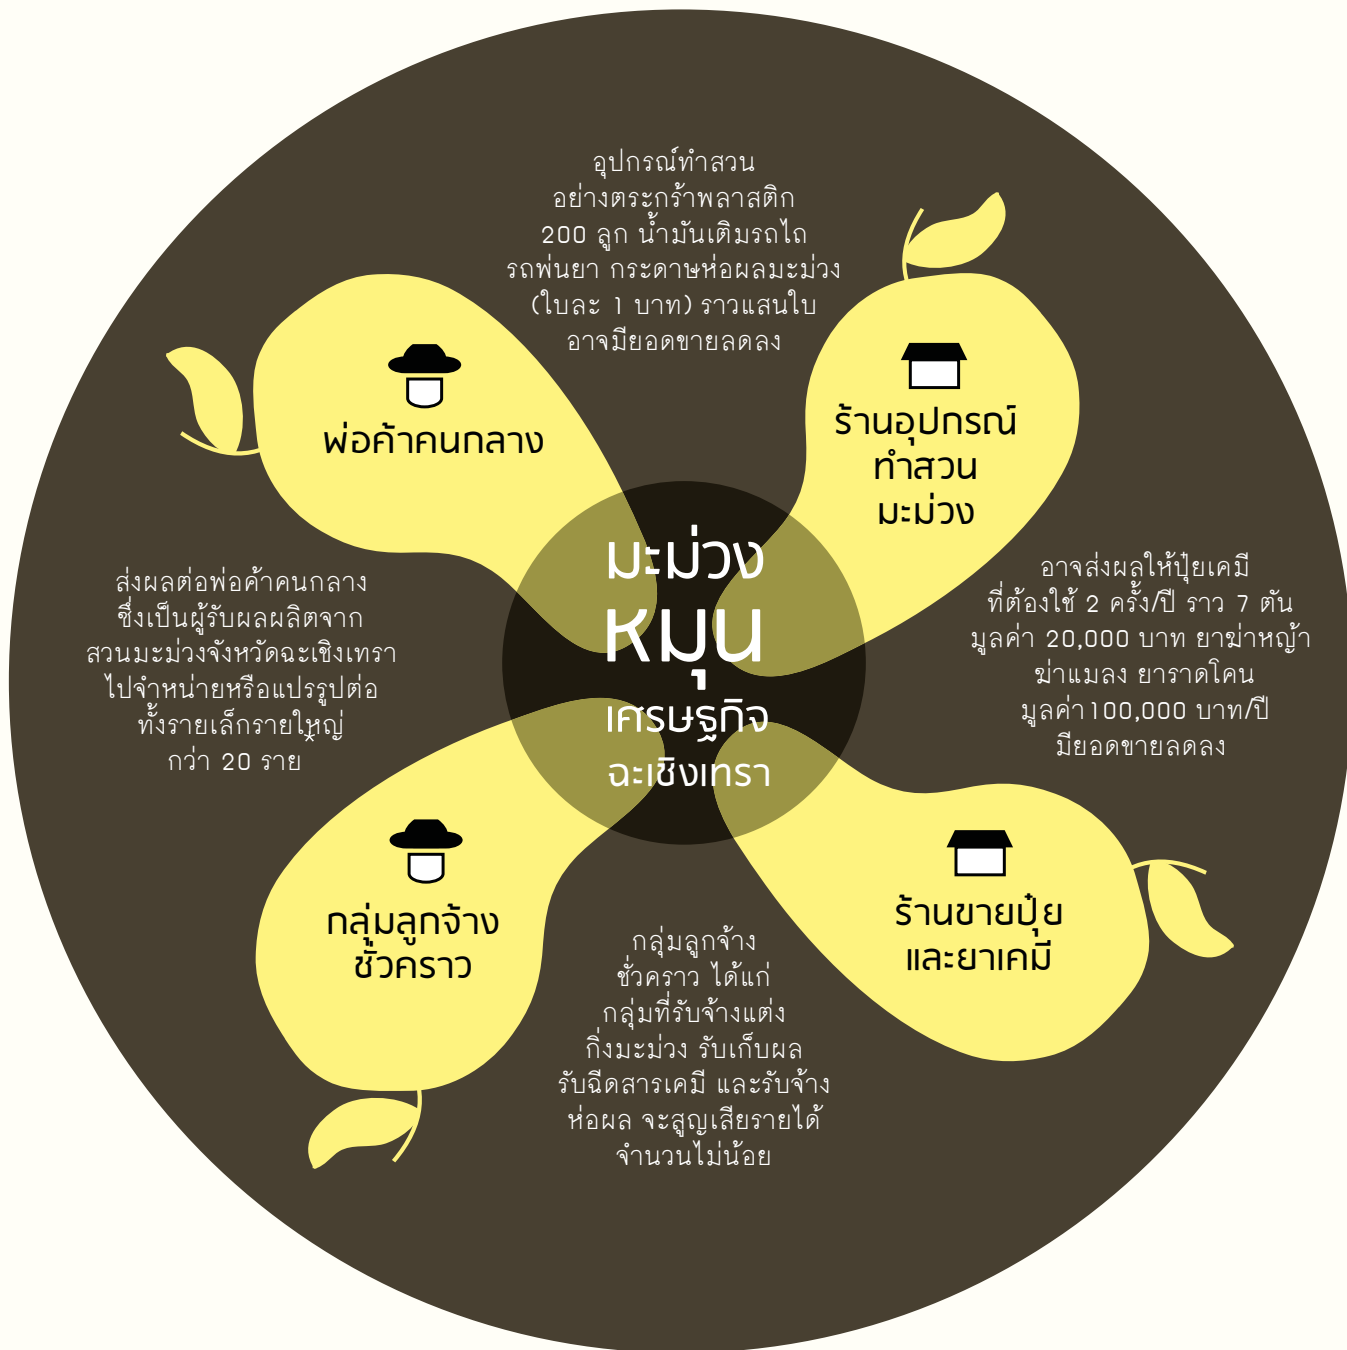 อุปกรณ์ทำสวน
อย่างตระกร้าพลาสติก
200 ลูก น้ำมันเติมรถไถ
รถพ่นยา กระดาษห่อผลมะม่วง
(ใบละ 1 บาท) ราวแสนใบ
อาจมียอดขายลดลง
พ่อค้าคนกลาง
ร้านอุปกรณ์
ทำสวน
มะม่วง
มะม่วง
หมุน
เศรษฐกิจ
ฉะเชิงเทรา
ส่งผลต่อพ่อค้าคนกลาง
ซึ่งเป็นผู้รับผลผลิตจาก
สวนมะม่วงจังหวัดฉะเชิงเทรา
ไปจำหน่ายหรือแปรรูปต่อ
ทั้งรายเล็กรายใหญ่
กว่า 20 ราย*
อาจส่งผลให้ปุ๋ยเคมี
ที่ต้องใช้ 2 ครั้ง/ปี ราว 7 ตัน
มูลค่า 20,000 บาท ยาฆ่าหญ้า
ฆ่าแมลง ยาราดโคน
มูลค่า100,000 บาท/ปี
มียอดขายลดลง
กลุ่มลูกจ้าง
ชั่วคราว
ร้านขายปุ๋ย
และยาเคมี
กลุ่มลูกจ้าง
ชั่วคราว ได้แก่
กลุ่มที่รับจ้างแต่ง
กิ่งมะม่วง รับเก็บผล
รับฉีดสารเคมี และรับจ้าง
ห่อผล จะสูญเสียรายได้
จำนวนไม่น้อย